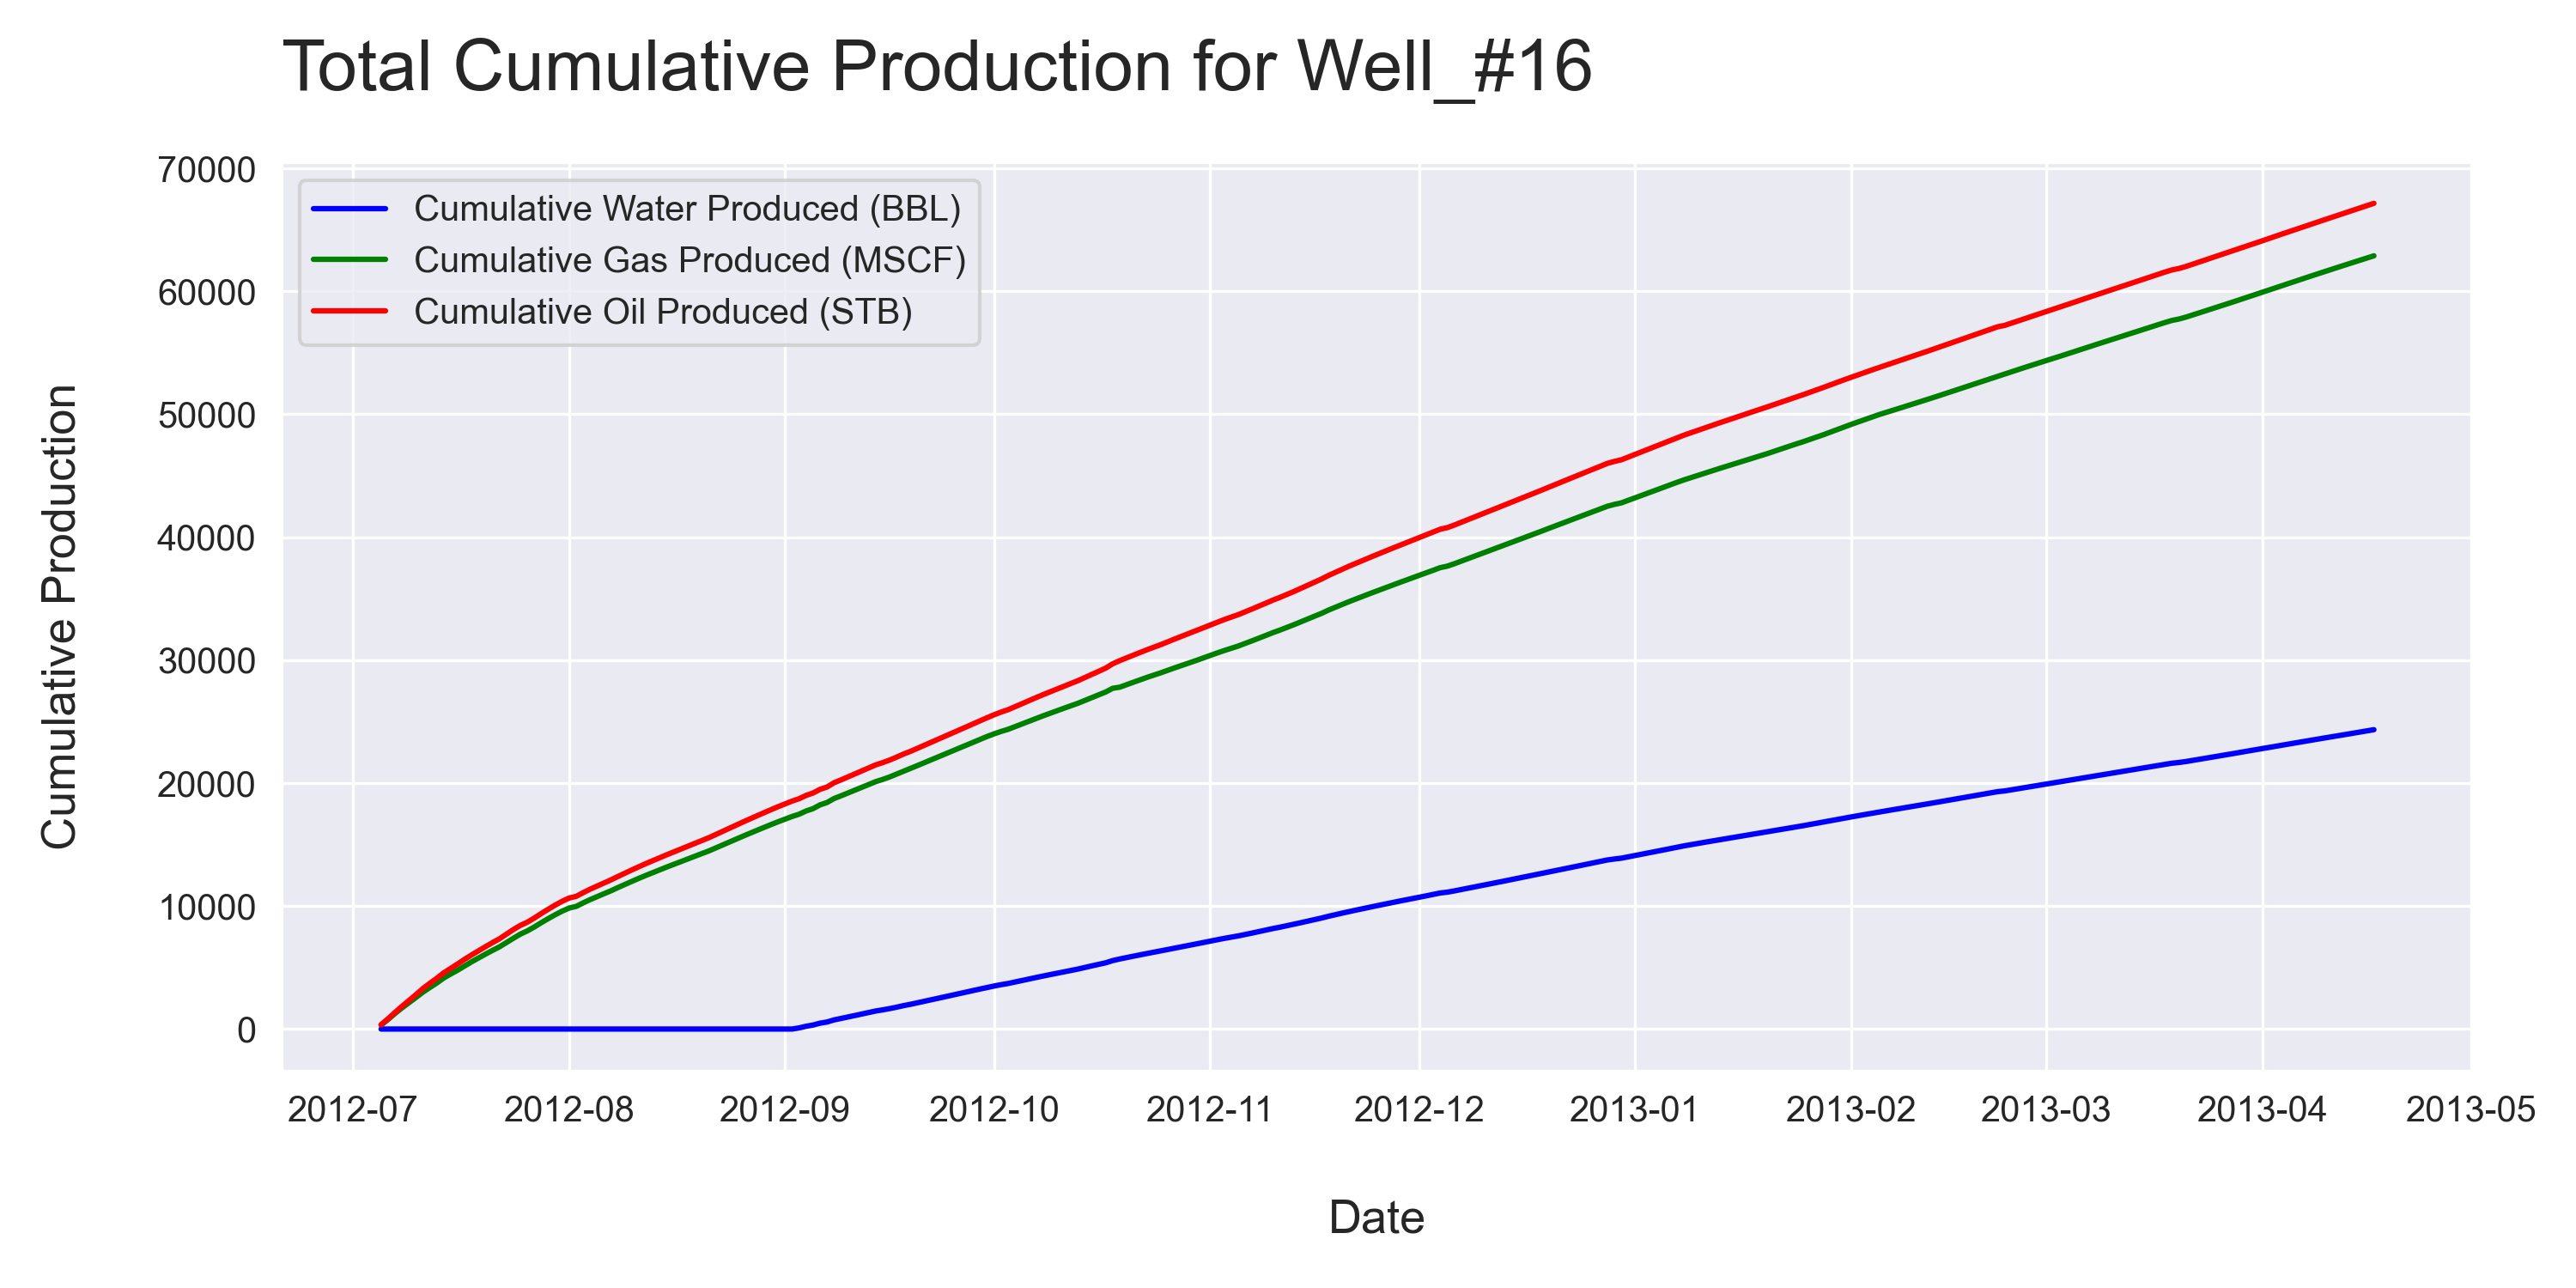 Total Cumulative Production for Well_#16
Cumulative Water Produced (BBL)
Cumulative Gas Produced (MSCF)
Cumulative Oil Produced (STB)
Cumulative Production
70000
60000
50000
40000
30000
20000
10000
0
2012-07 2012-08 2012-09 2012-10 2012-11 2012-12 2013-01 2013-02 2013-03 2013-04 2013-05
Date